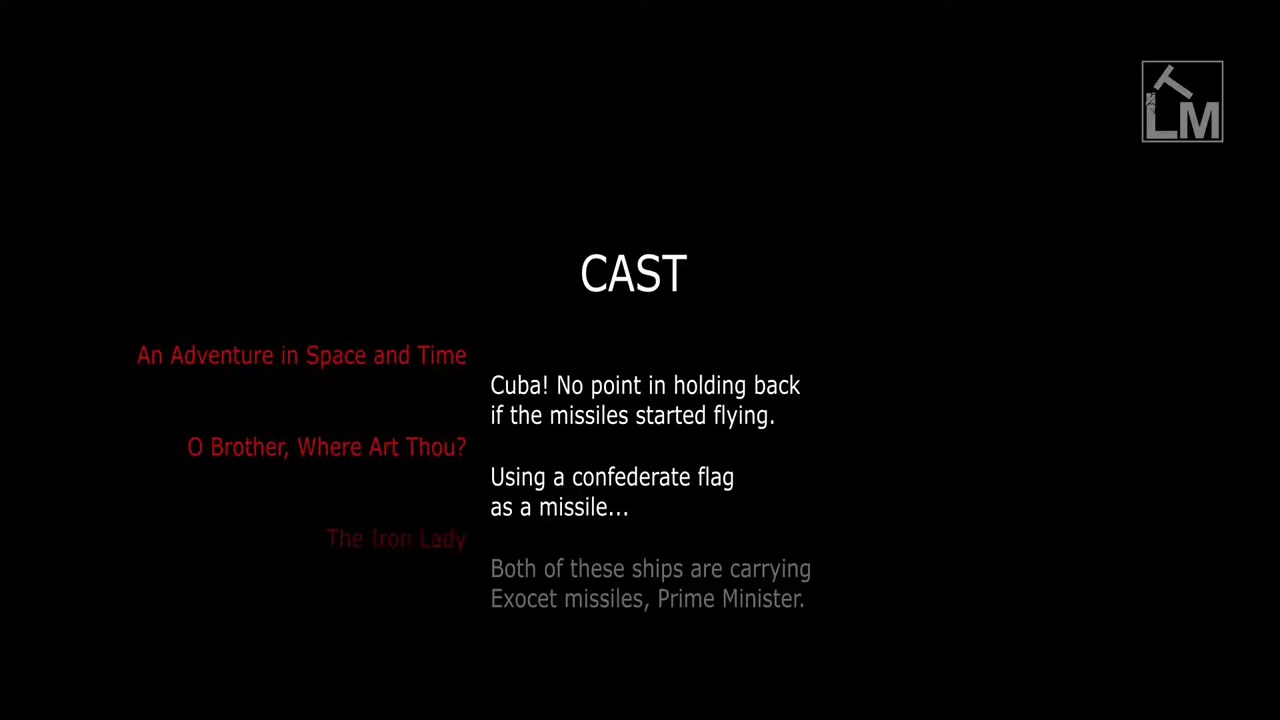 TLM
CAST
An Adventure in Space and Time
Cuba! No point in holding back
if the missiles started flying.
O Brother, Where Art Thou?
Using a confederate flag
as a missile...
The Iron Lady
Both of these ships are carrying
Exocet missiles, Prime Minister.